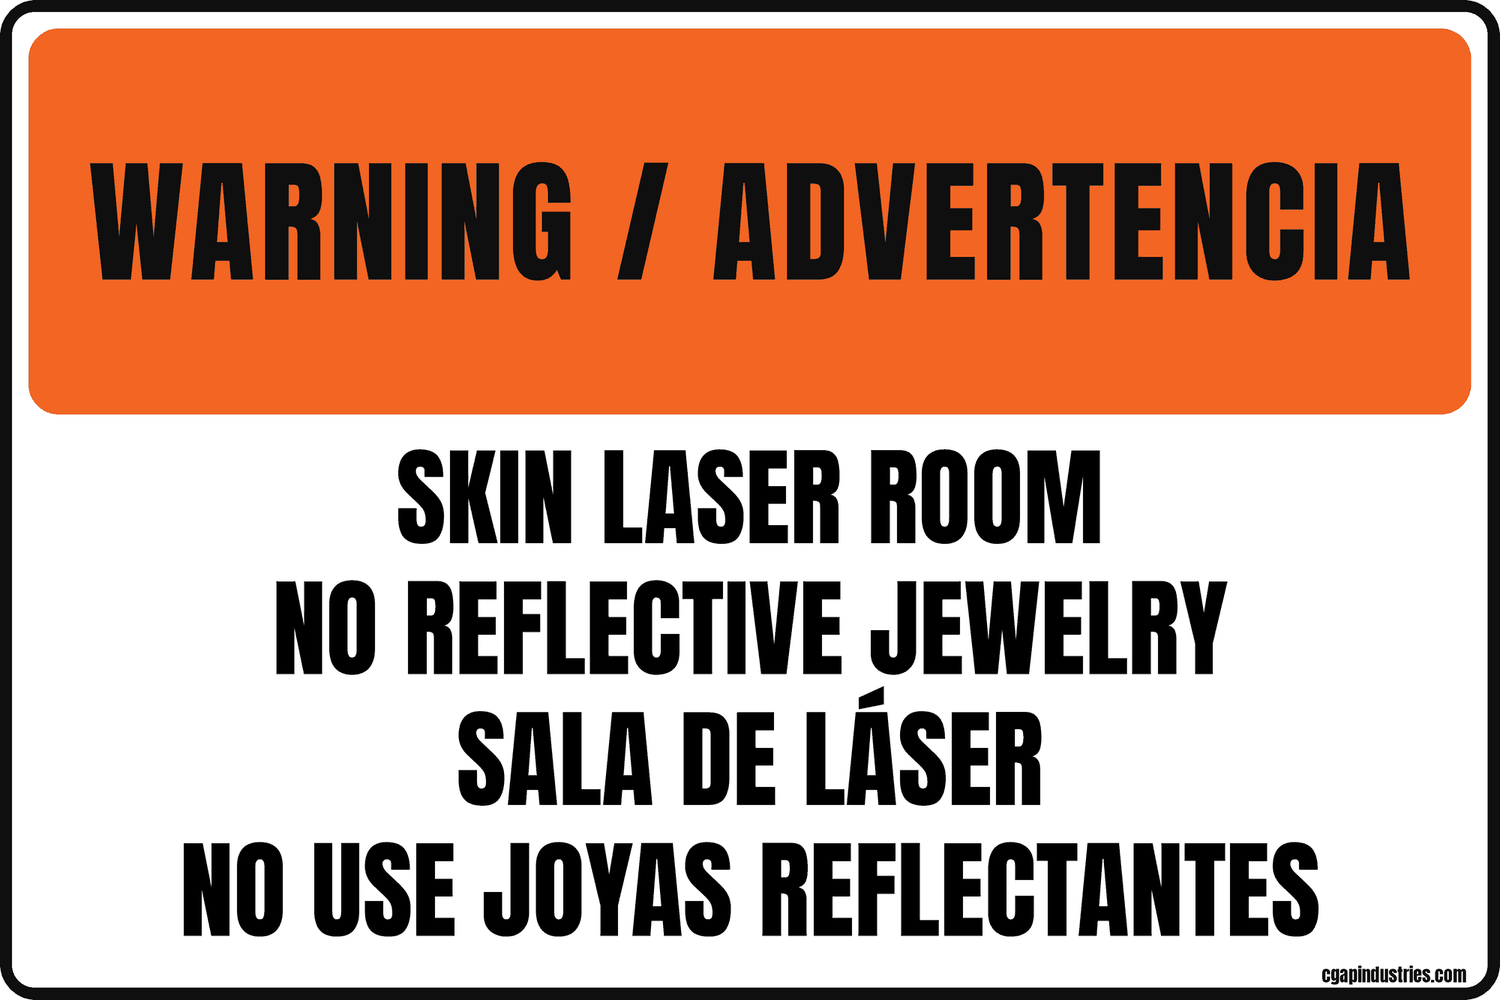 WARNING / ADVERTENCIA
SKIN LASER ROOM
NO REFLECTIVE JEWELRY
SALA DE LÁSER
NO USE JOYAS REFLECTANTES
cgapindustries.com